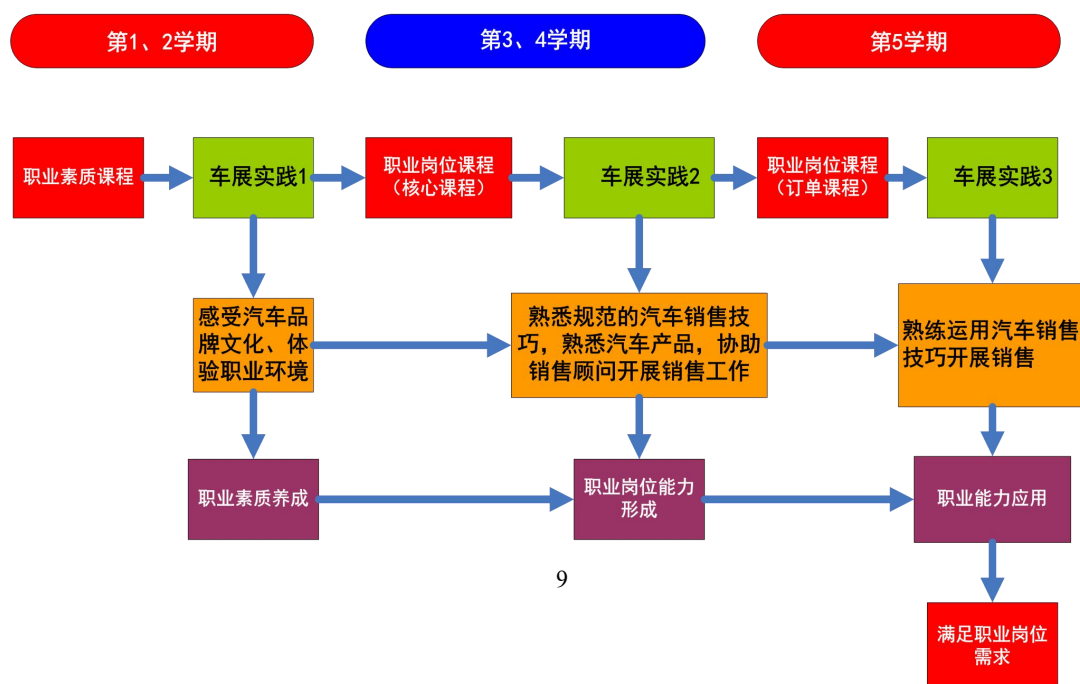 第1、2学期
第3、4学期
第5学期
职业素质课程
车展实践1
职业岗位课程
（核心课程）
车展实践2
职业岗位课程
（订单课程）
车展实践3
感受汽车品
牌文化、体
验职业环境
熟悉规范的汽车销售技
巧，熟悉汽车产品，协助
销售顾问开展销售工作
熟练运用汽车销售
技巧开展销售
职业素质养成
职业岗位能力
形成
职业能力应用
9
满足职业岗位
需求